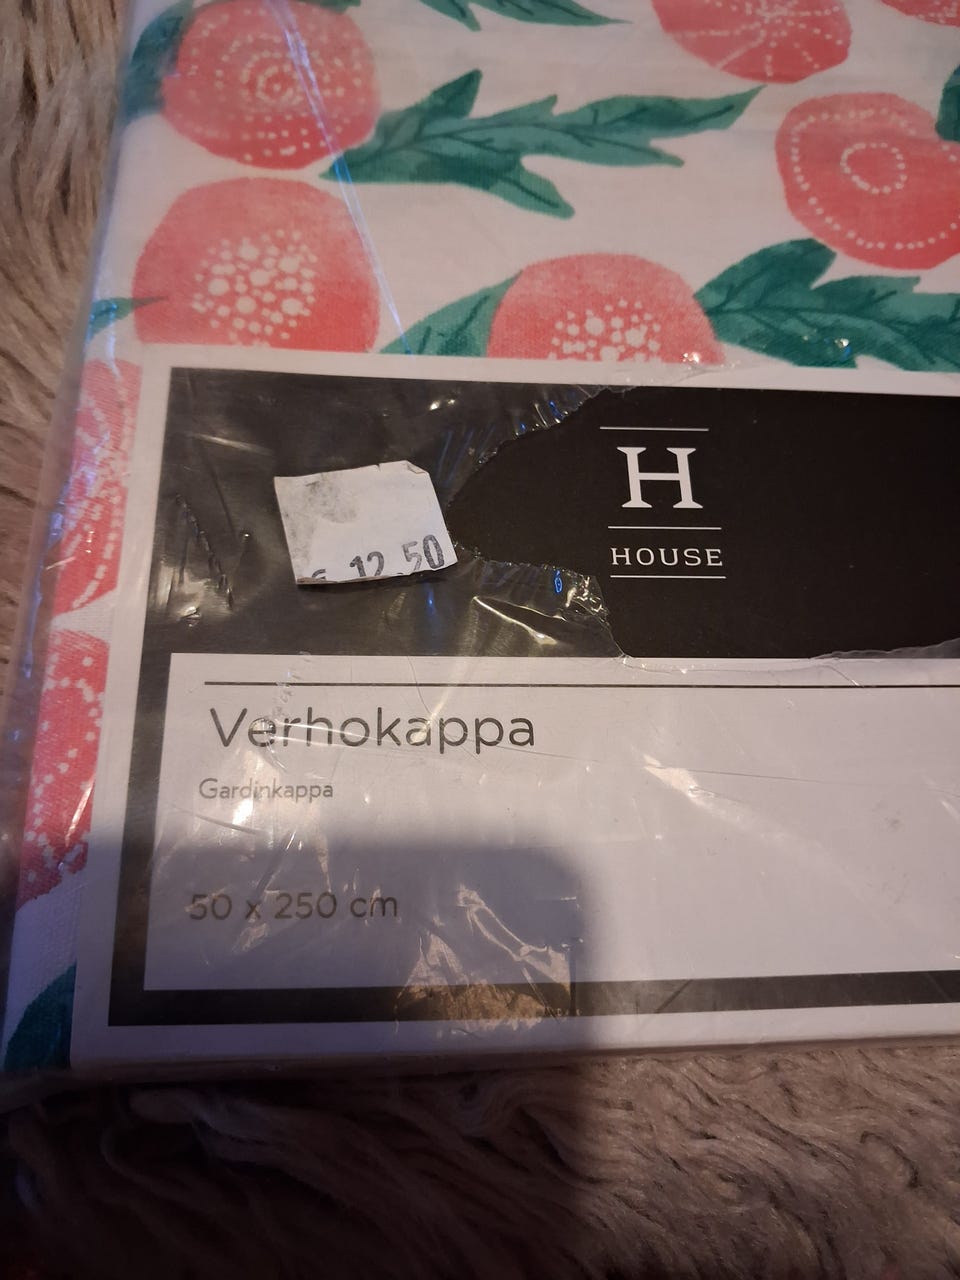 H
HOUSE
€ 12.50
Verhokappa
Gardinkappa
50 x 250 cm